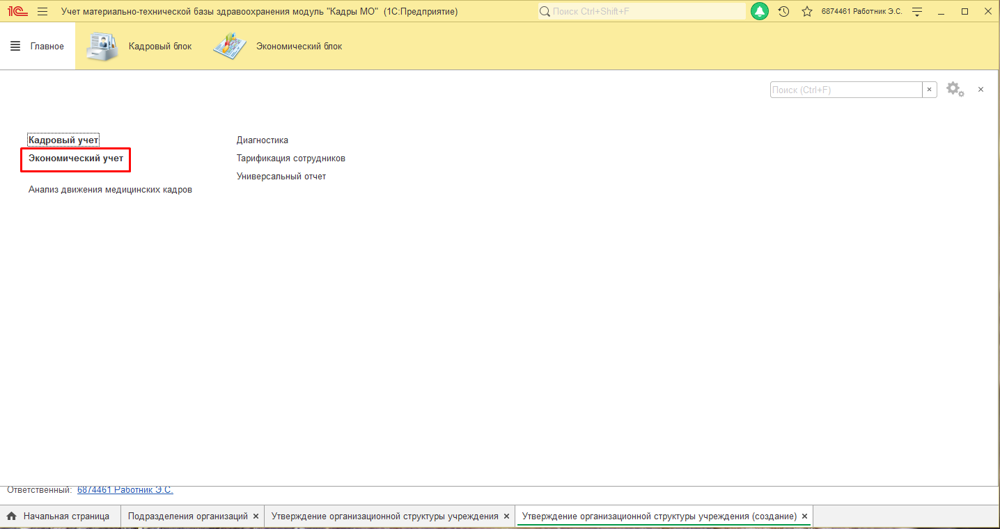 1С Учет материально-технической базы здравоохранения модуль "Кадры МО" (1С:Предприятие) Поиск Ctrl+Shift+F 6874461 Работник Э.С.
Главное Кадровый блок Экономический блок
Поиск (Ctrl+F)
Кадровый учет
Экономический учет
Анализ движения медицинских кадров
Диагностика
Тарификация сотрудников
Универсальный отчет
Ответственный: 6874461 Работник Э.С.
Начальная страница Подразделения организаций Утверждение организационной структуры учреждения Утверждение организационной структуры учреждения (создание)